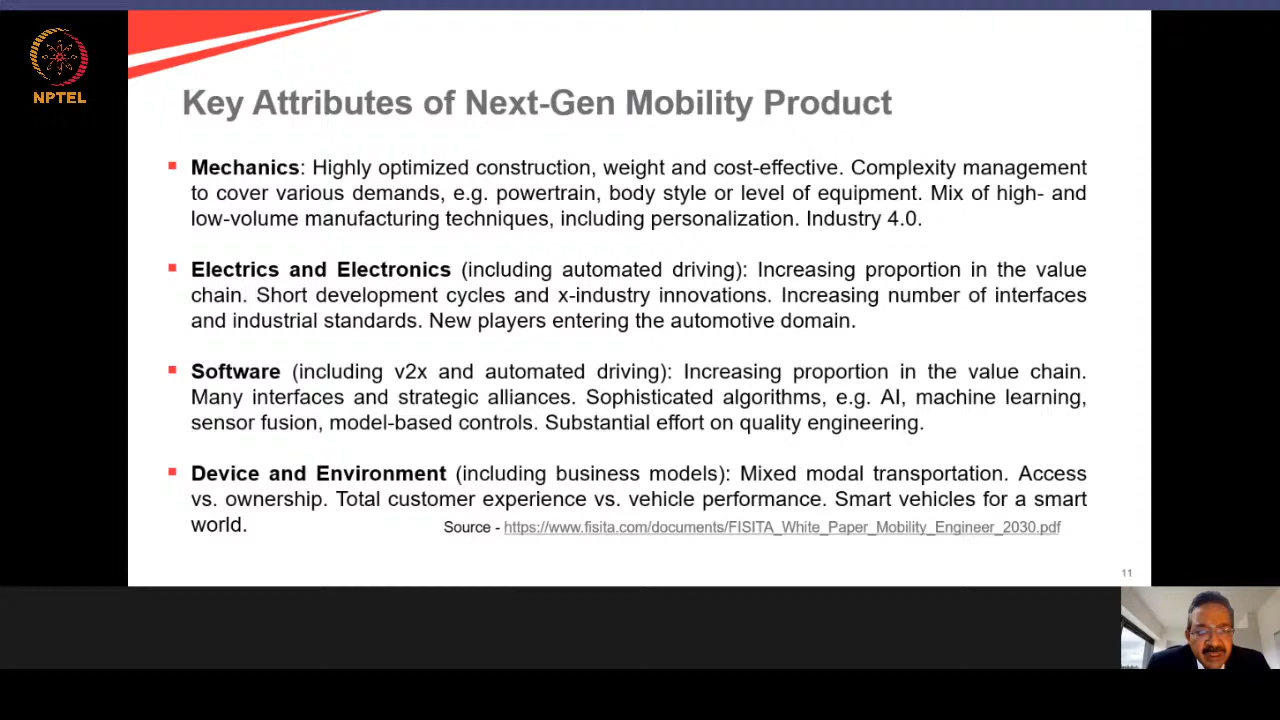 NPTEL
Key Attributes of Next-Gen Mobility Product
Mechanics: Highly optimized construction, weight and cost-effective. Complexity management
to cover various demands, e.g. powertrain, body style or level of equipment. Mix of high- and
low-volume manufacturing techniques, including personalization. Industry 4.0.
Electrics and Electronics (including automated driving): Increasing proportion in the value
chain. Short development cycles and x-industry innovations. Increasing number of interfaces
and industrial standards. New players entering the automotive domain.
Software (including v2x and automated driving): Increasing proportion in the value chain.
Many interfaces and strategic alliances. Sophisticated algorithms, e.g. AI, machine learning,
sensor fusion, model-based controls. Substantial effort on quality engineering.
Device and Environment (including business models): Mixed modal transportation. Access
vs. ownership. Total customer experience vs. vehicle performance. Smart vehicles for a smart
world.
Source - https://www.fisita.com/documents/FISITA_White_Paper_Mobility_Engineer_2030.pdf
11